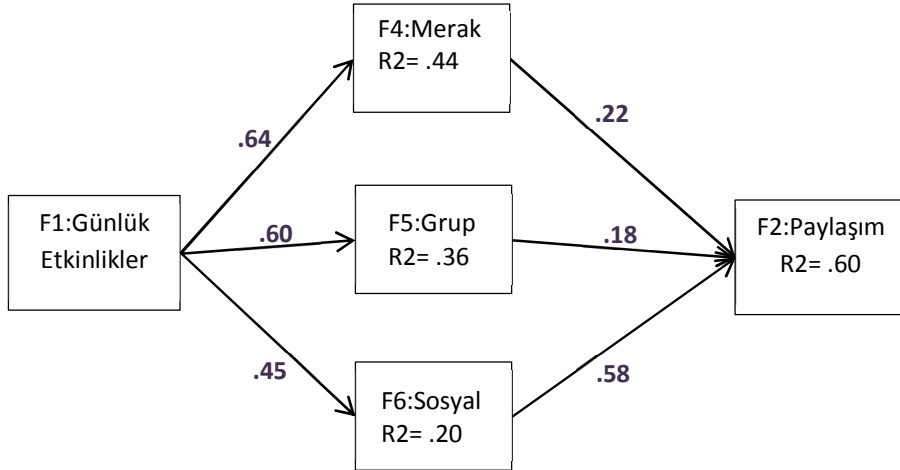 F4:Merak
R2= .44
.22
.64
F1:Günlük
Etkinlikler
.60
F5:Grup
R2= .36
.18
F2:Paylaşım
R2= .60
.45
F6:Sosyal
R2= .20
.58